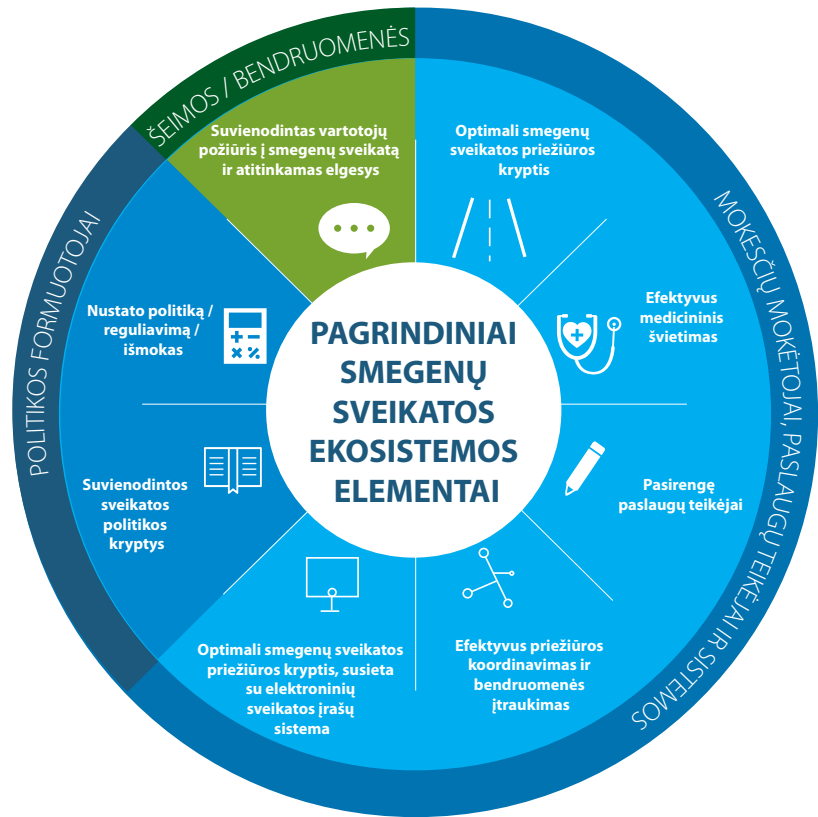 PAGRINDINIAI
SMEGENŲ
SVEIKATOS
EKOSISTEMOS
ELEMENTAI
ŠEIMOS / BENDRUOMENĖS
Suvienodintas vartotojų
požiūris į smegenų sveikatą
ir atitinkamas elgesys
MOKESČIŲ MOKĖTOJAI, PASLAUGŲ TEIKĖJAI IR SISTEMOS
Optimali smegenų
sveikatos priežiūros
kryptis
Efektyvus
medicininis
švietimas
Pasirengę
paslaugų teikėjai
Efektyvus priežiūros
koordinavimas ir
bendruomenės
įtraukimas
Optimali smegenų sveikatos
priežiūros kryptis, susieta
su elektroninių
sveikatos įrašų
sistema
POLITIKOS FORMUOTOJAI
Suvienodintos
sveikatos
politikos
kryptys
Nustato politiką /
reguliavimą /
išmokas